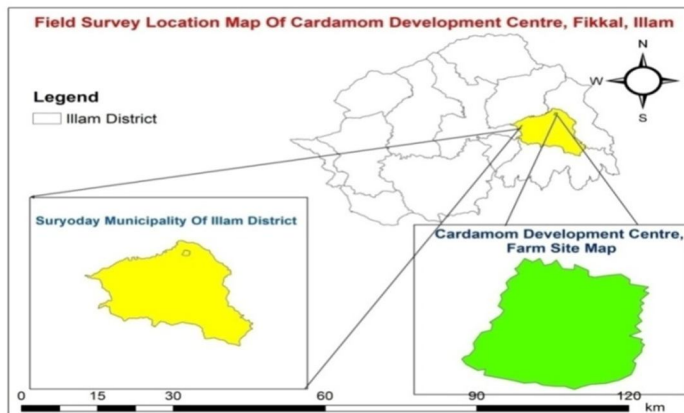 Field Survey Location Map Of Cardamom Development Centre, Fikkal, Illam
N
W
S
Legend
Illam District
Suryoday Municipality Of Illam District
Cardamom Development Centre,
Farm Site Map
0 15 30 60 90 120
km